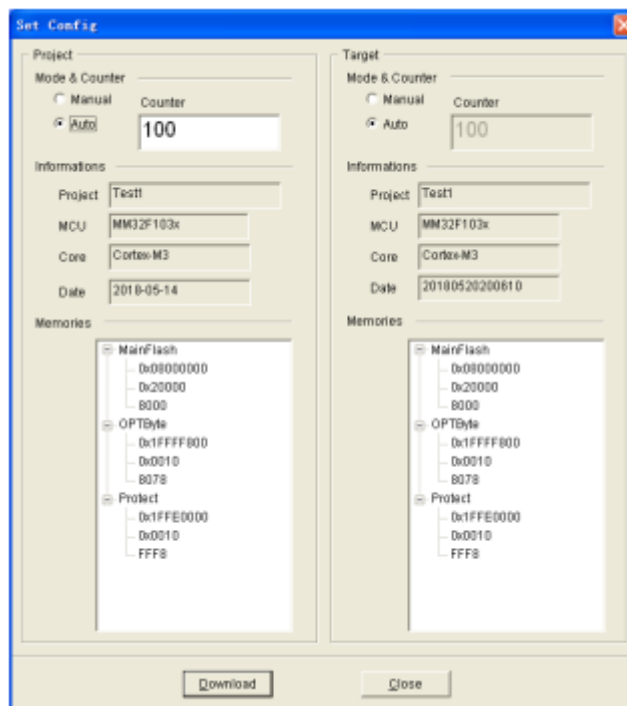 Set Config
Project
Mode & Counter
Manual
Counter
Auto
100
Informations
Project Test1
MCU MM32F103x
Core Cortex-M3
Date 2018-05-14
Memories
MainFlash
0x08000000
0x20000
8000
OPTByte
0x1FFFF800
0x0010
8078
Protect
0x1FFE0000
0x0010
FFF8
Target
Mode & Counter
Manual
Counter
Auto
100
Informations
Project Test1
MCU MM32F103x
Core Cortex-M3
Date 20180520200610
Memories
MainFlash
0x08000000
0x20000
8000
OPTByte
0x1FFFF800
0x0010
8078
Protect
0x1FFE0000
0x0010
FFF8
Download
Close